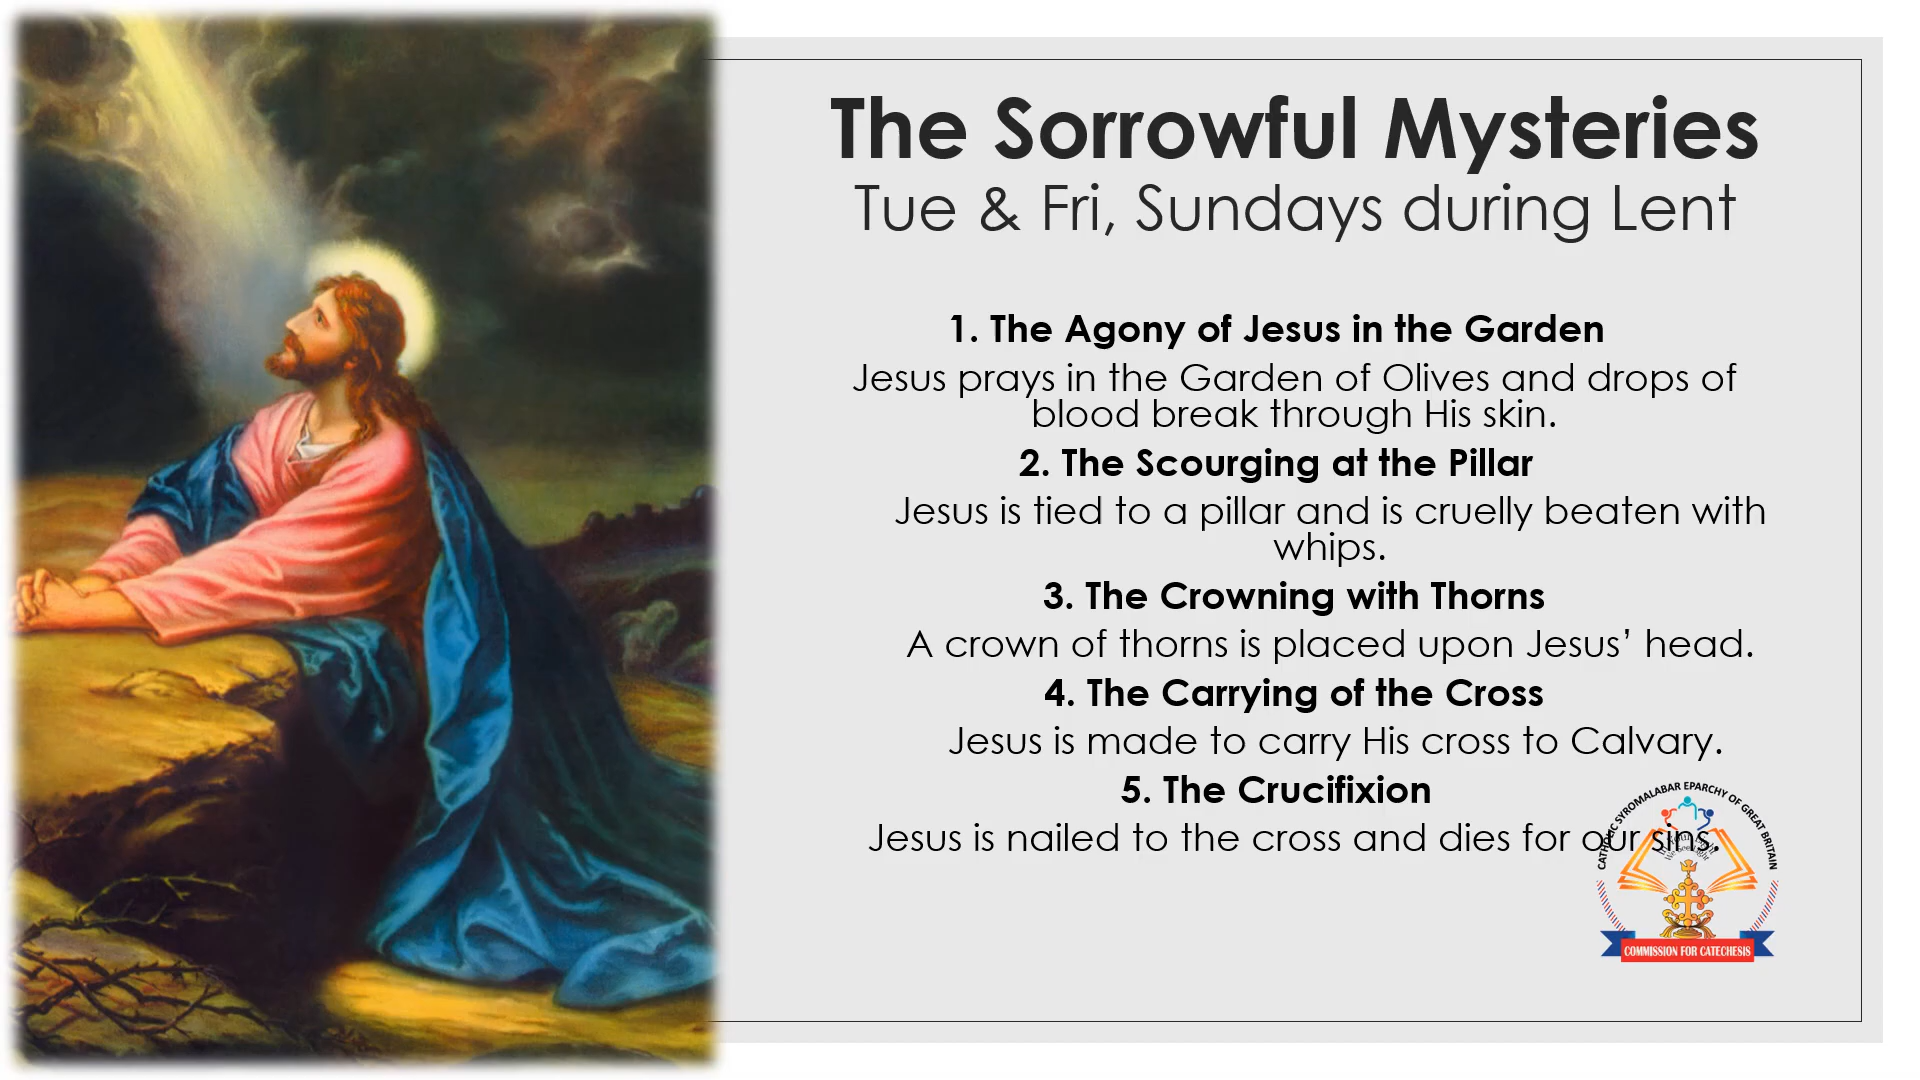 The Sorrowful Mysteries
Tue & Fri, Sundays during Lent
1. The Agony of Jesus in the Garden
Jesus prays in the Garden of Olives and drops of
blood break through His skin.
2. The Scourging at the Pillar
Jesus is tied to a pillar and is cruelly beaten with
whips.
3. The Crowning with Thorns
A crown of thorns is placed upon Jesus’ head.
4. The Carrying of the Cross
Jesus is made to carry His cross to Calvary.
5. The Crucifixion
Jesus is nailed to the cross and dies for our sins.
CATHOLIC SYROMALABAR EPARCHY OF GREAT BRITAIN
We See Light
COMMISSION FOR CATECHESIS